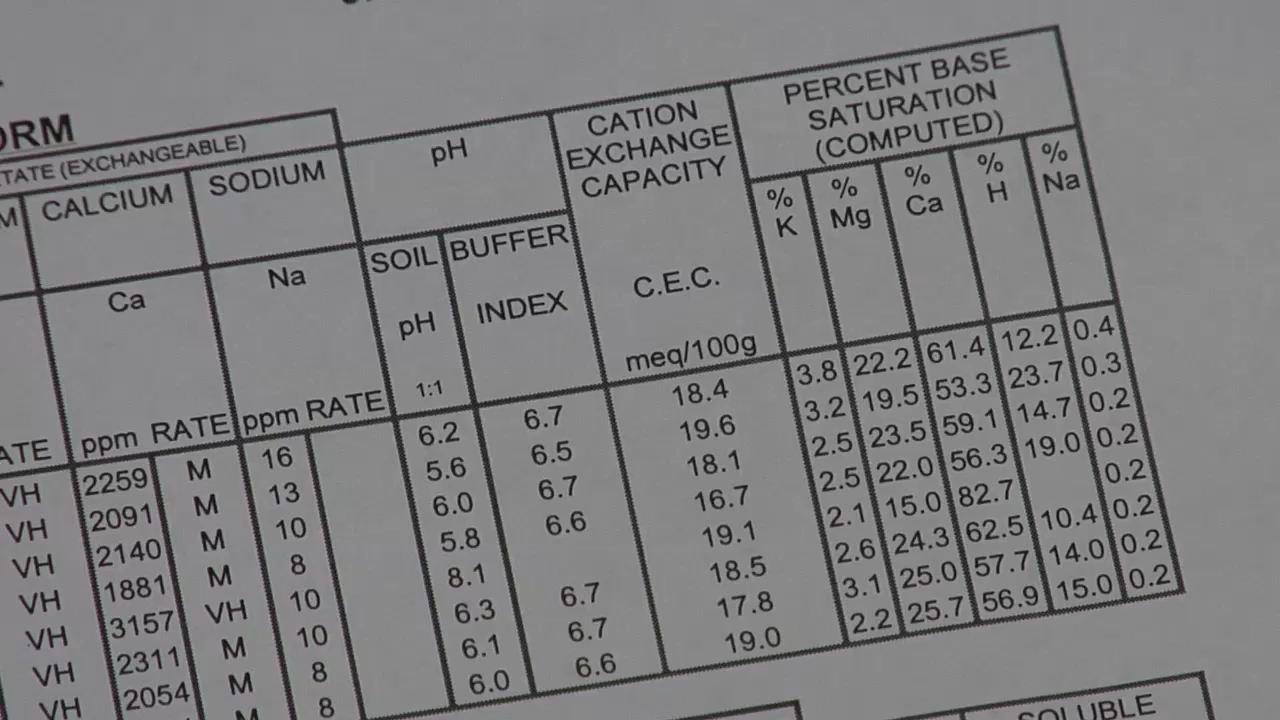 ORM
TATE (EXCHANGEABLE)
M CALCIUM SODIUM pH CATION EXCHANGE CAPACITY PERCENT BASE SATURATION (COMPUTED)
Ca Na SOIL pH BUFFER INDEX C.E.C. % K % Mg % Ca % H % Na
ATE ppm RATE ppm RATE 1:1 meq/100g
VH 2259 M 16 6.2 6.7 18.4 3.8 22.2 61.4 12.2 0.4
VH 2091 M 13 5.6 6.5 19.6 3.2 19.5 53.3 23.7 0.3
VH 2140 M 10 6.0 6.7 18.1 2.5 23.5 59.1 14.7 0.2
VH 1881 M 8 5.8 6.6 16.7 2.5 22.0 56.3 19.0 0.2
VH 3157 VH 10 8.1 19.1 2.1 15.0 82.7 0.2
VH 2311 M 10 6.3 6.7 18.5 2.6 24.3 62.5 10.4 0.2
VH 2054 M 8 6.1 6.7 17.8 3.1 25.0 57.7 14.0 0.2
M 8 6.0 6.6 19.0 2.2 25.7 56.9 15.0 0.2
SOLUBLE